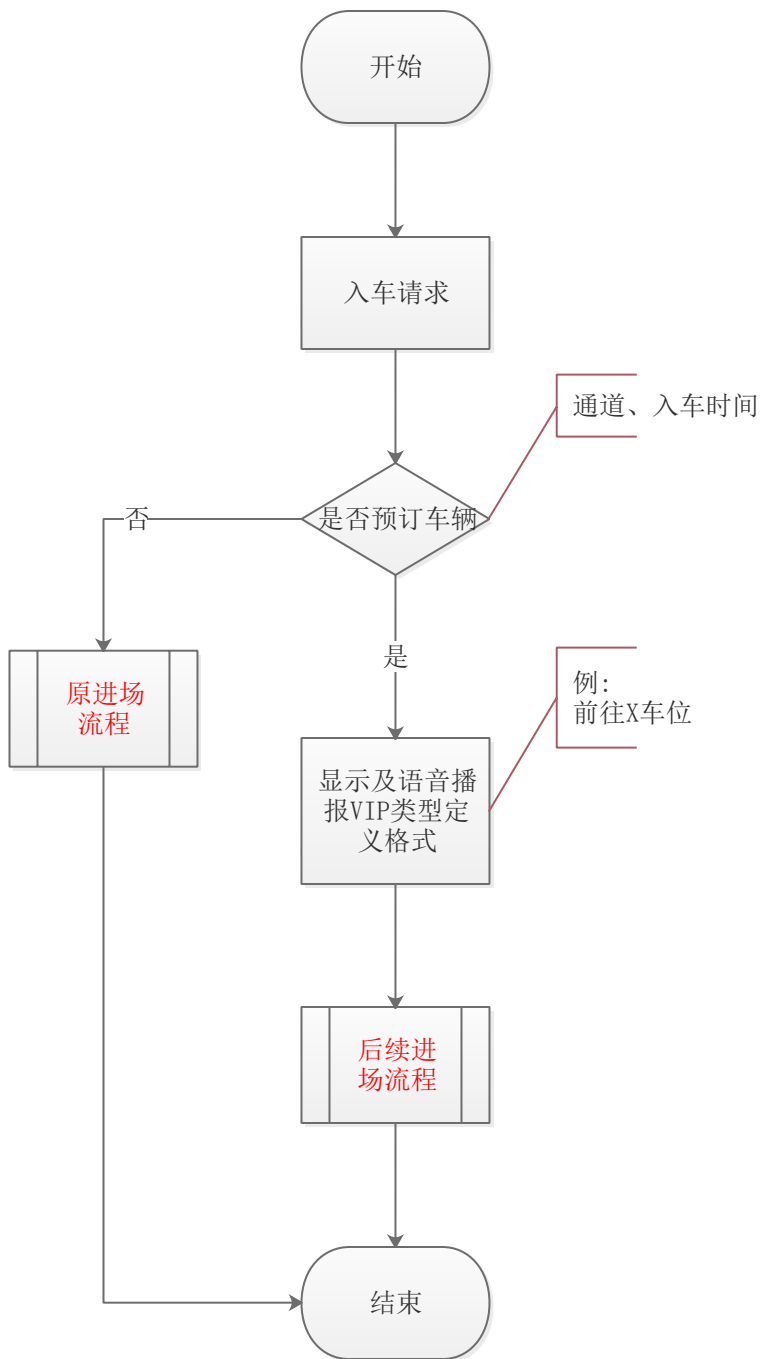 开始
入车请求
通道、入车时间
是否预订车辆
否
是
原进场
流程
例:
前往X车位
显示及语音播
报VIP类型定
义格式
后续进
场流程
结束